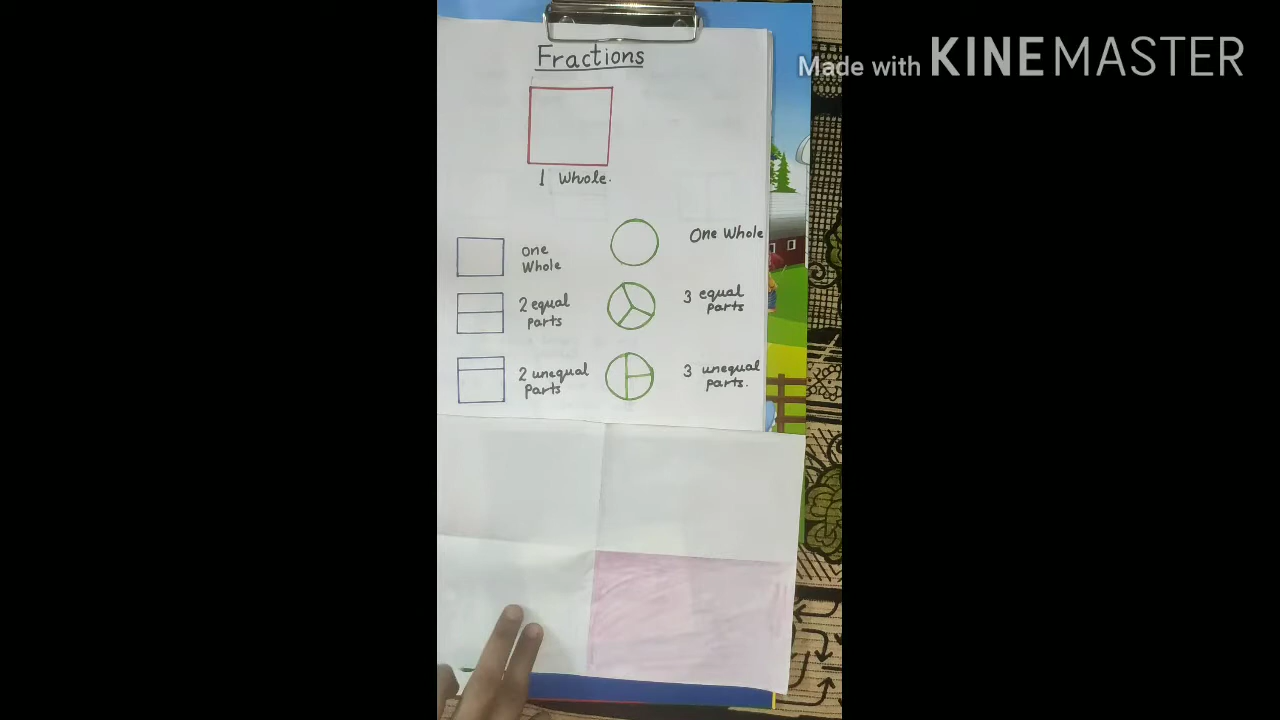 Made with KINEMASTER
Fractions
1 Whole.
One
Whole
2 equal
parts
2 unequal
parts
One Whole
3 equal
parts
3 unequal
parts.